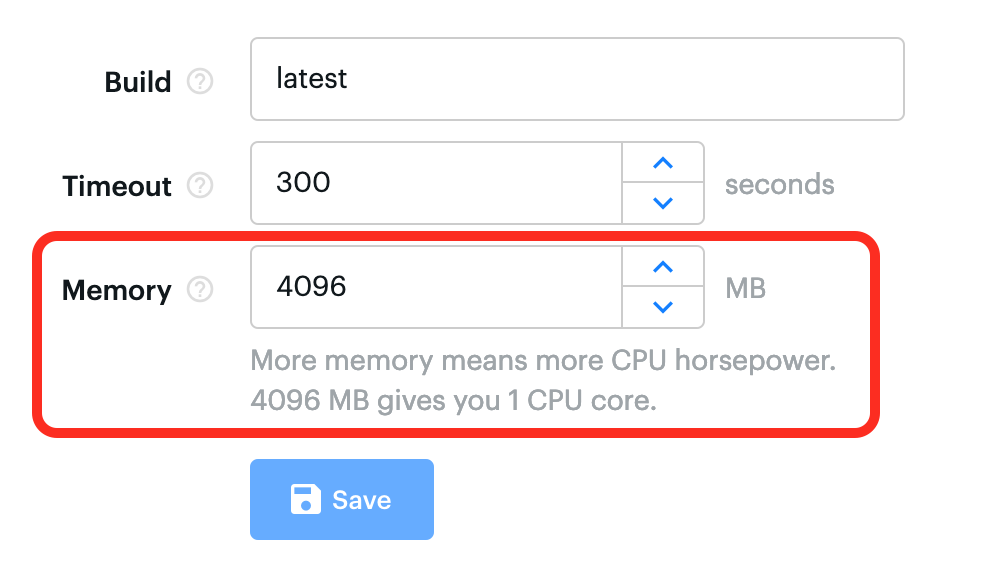 Build ? latest
Timeout ? 300 seconds
Memory ? 4096 MB
More memory means more CPU horsepower.
4096 MB gives you 1 CPU core.
Save